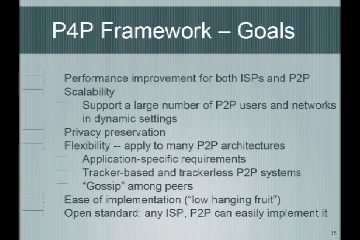 P4P Framework – Goals
Performance improvement for both ISPs and P2P
Scalability
Support a large number of P2P users and networks
in dynamic settings
Privacy preservation
Flexibility -- apply to many P2P architectures
Application-specific requirements
Tracker-based and trackerless P2P systems
“Gossip” among peers
Ease of implementation (“low hanging fruit”)
Open standard: any ISP, P2P can easily implement it